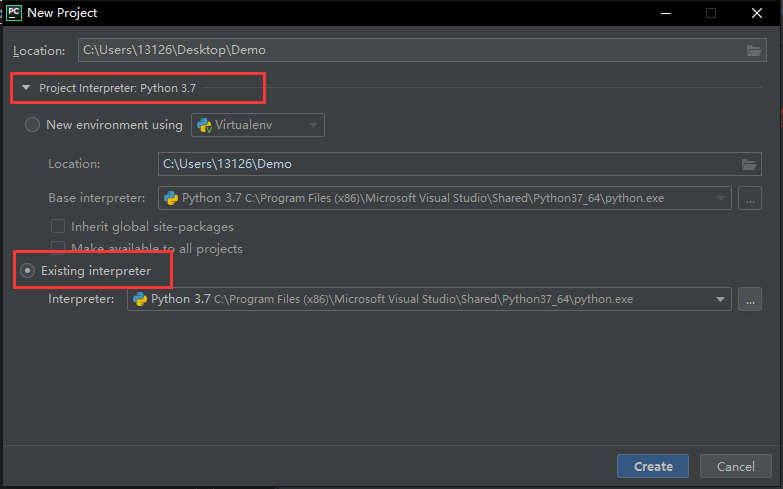 PC New Project
Location: C:\Users\13126\Desktop\Demo
Project Interpreter: Python 3.7
New environment using Virtualenv
Location: C:\Users\13126\Demo
Base interpreter: Python 3.7 C:\Program Files (x86)\Microsoft Visual Studio\Shared\Python37_64\python.exe ...
Inherit global site-packages
Make available to all projects
Existing interpreter
Interpreter: Python 3.7 C:\Program Files (x86)\Microsoft Visual Studio\Shared\Python37_64\python.exe ...
Create Cancel